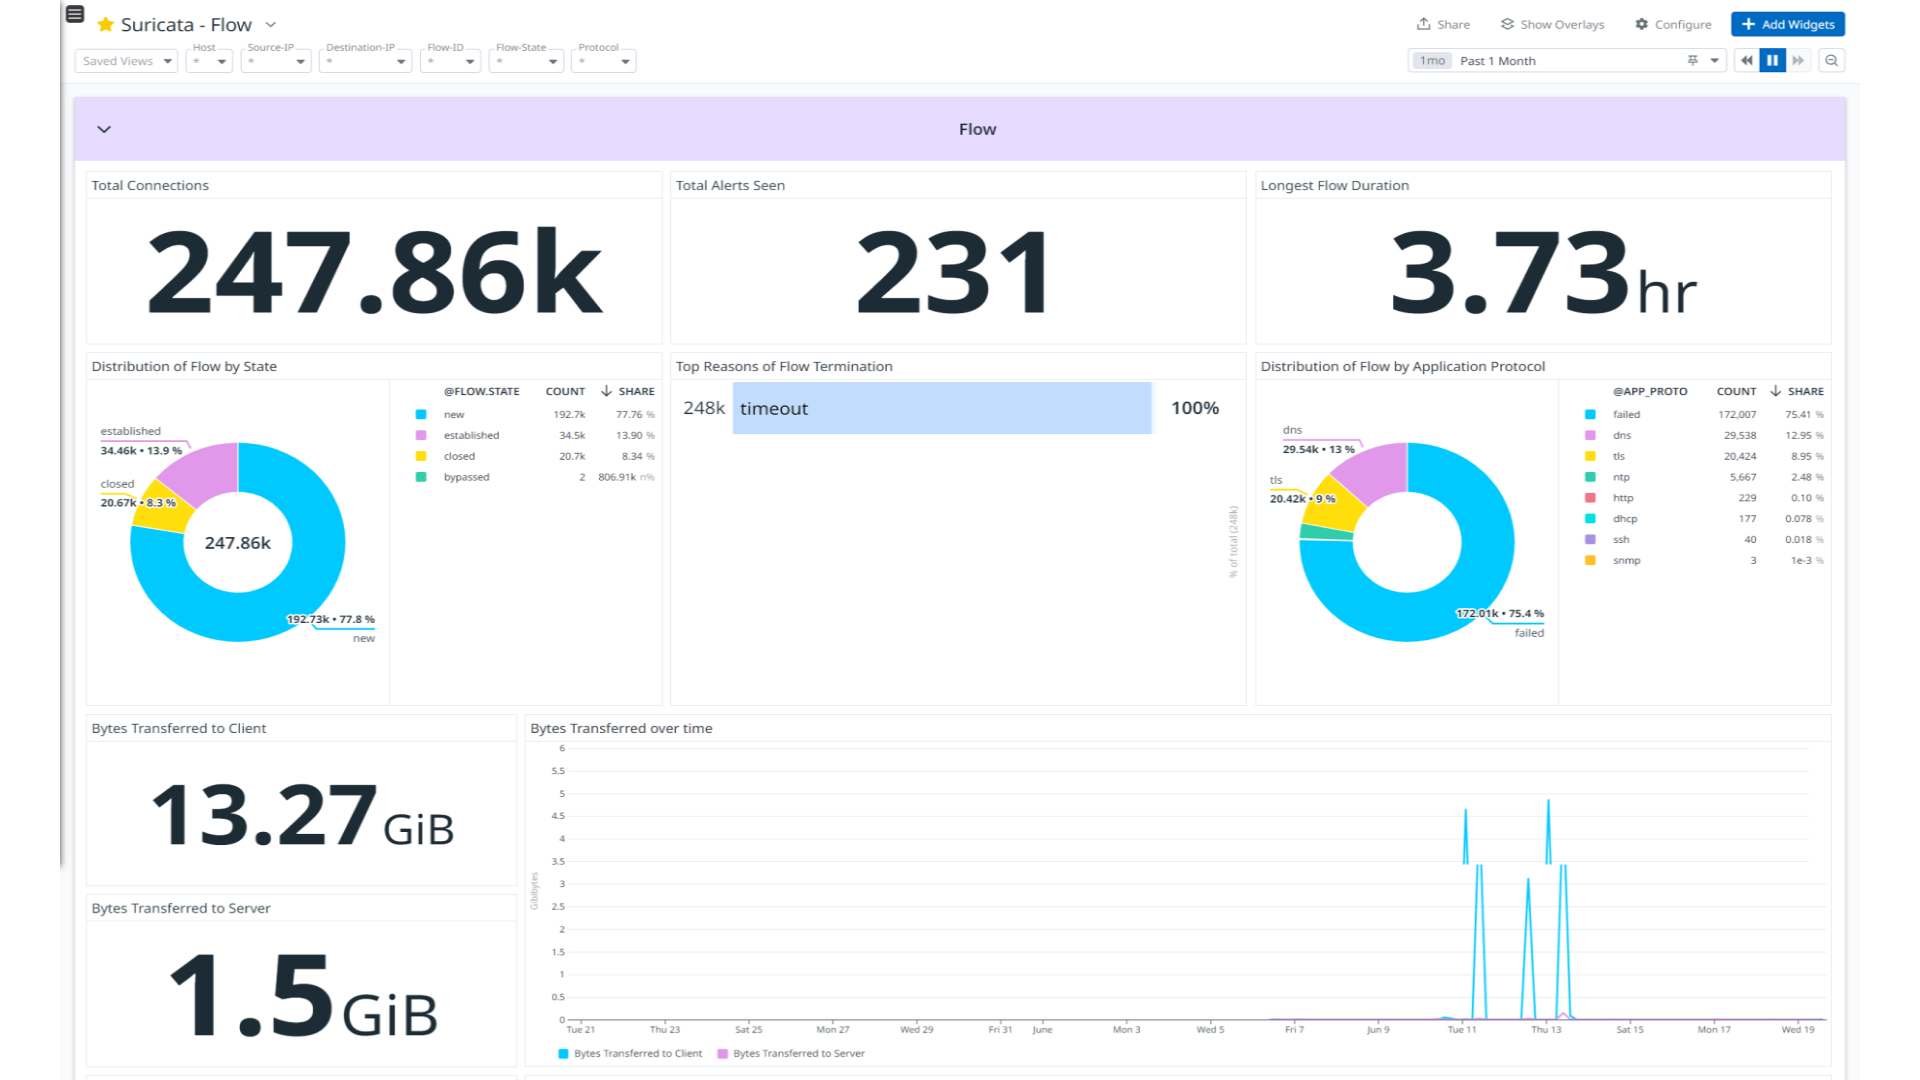 Suricata - Flow
Share
Show Overlays
Configure
Add Widgets
Saved Views
Host
*
Source-IP
*
Destination-IP
*
Flow-ID
*
Flow-State
*
Protocol
*
1mo Past 1 Month
Flow
Total Connections
247.86k
Total Alerts Seen
231
Longest Flow Duration
3.73hr
Distribution of Flow by State
established
34.46k • 13.9 %
closed
20.67k • 8.3 %
247.86k
192.73k • 77.8 %
new
@FLOW.STATE COUNT ↓ SHARE
new 192.7k 77.76 %
established 34.5k 13.90 %
closed 20.7k 8.34 %
bypassed 2 806.91k n%
Top Reasons of Flow Termination
248k timeout 100%
% of total (248k)
Distribution of Flow by Application Protocol
dns
29.54k • 13 %
tls
20.42k • 9 %
172.01k • 75.4 %
failed
@APP_PROTO COUNT ↓ SHARE
failed 172,007 75.41 %
dns 29,538 12.95 %
tls 20,424 8.95 %
ntp 5,667 2.48 %
http 229 0.10 %
dhcp 177 0.078 %
ssh 40 0.018 %
snmp 3 1e-3 %
Bytes Transferred to Client
13.27 GiB
Bytes Transferred to Server
1.5 GiB
Bytes Transferred over time
Gibibytes
6
5.5
5
4.5
4
3.5
3
2.5
2
1.5
1
0.5
0
Tue 21 Thu 23 Sat 25 Mon 27 Wed 29 Fri 31 June Mon 3 Wed 5 Fri 7 Jun 9 Tue 11 Thu 13 Sat 15 Mon 17 Wed 19
Bytes Transferred to Client Bytes Transferred to Server